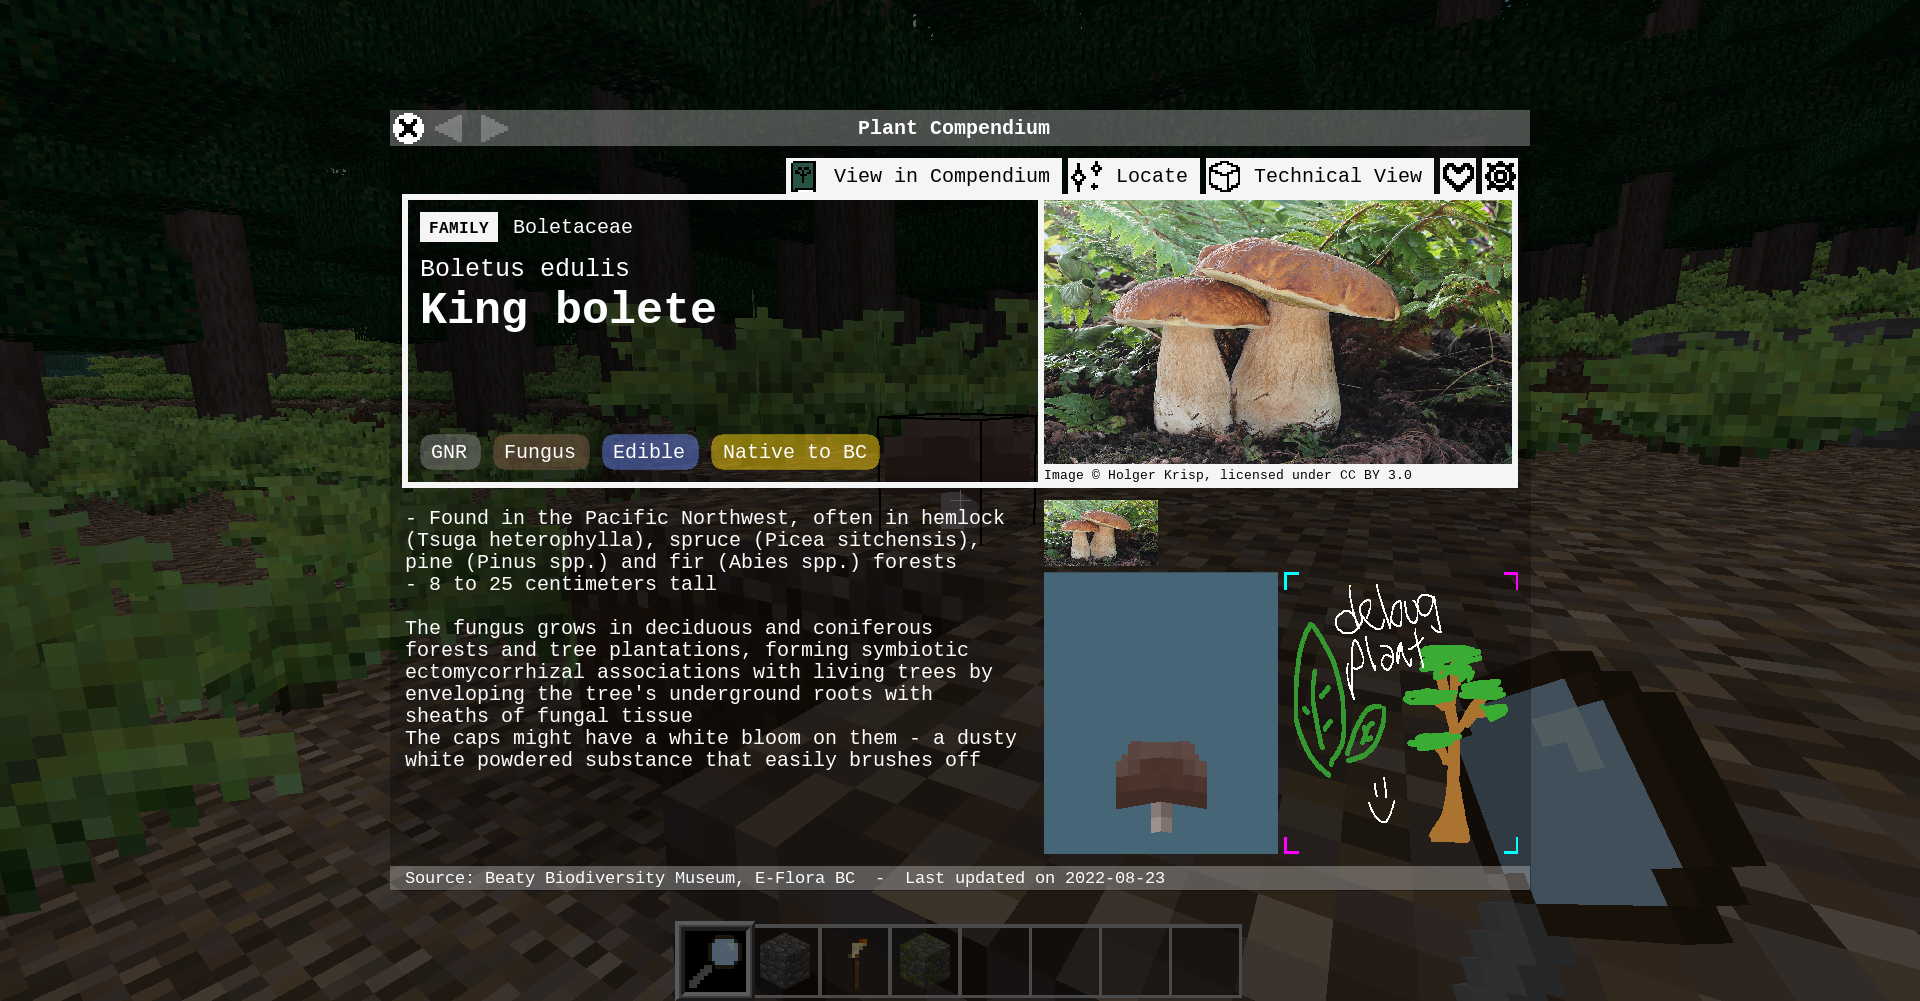 Plant Compendium
View in Compendium
Locate
Technical View
FAMILY Boletaceae
Boletus edulis
King bolete
GNR
Fungus
Edible
Native to BC
Image © Holger Krisp, licensed under CC BY 3.0
- Found in the Pacific Northwest, often in hemlock
(Tsuga heterophylla), spruce (Picea sitchensis),
pine (Pinus spp.) and fir (Abies spp.) forests
- 8 to 25 centimeters tall
The fungus grows in deciduous and coniferous
forests and tree plantations, forming symbiotic
ectomycorrhizal associations with living trees by
enveloping the tree's underground roots with
sheaths of fungal tissue
The caps might have a white bloom on them - a dusty
white powdered substance that easily brushes off
debug
plant
Source: Beaty Biodiversity Museum, E-Flora BC - Last updated on 2022-08-23